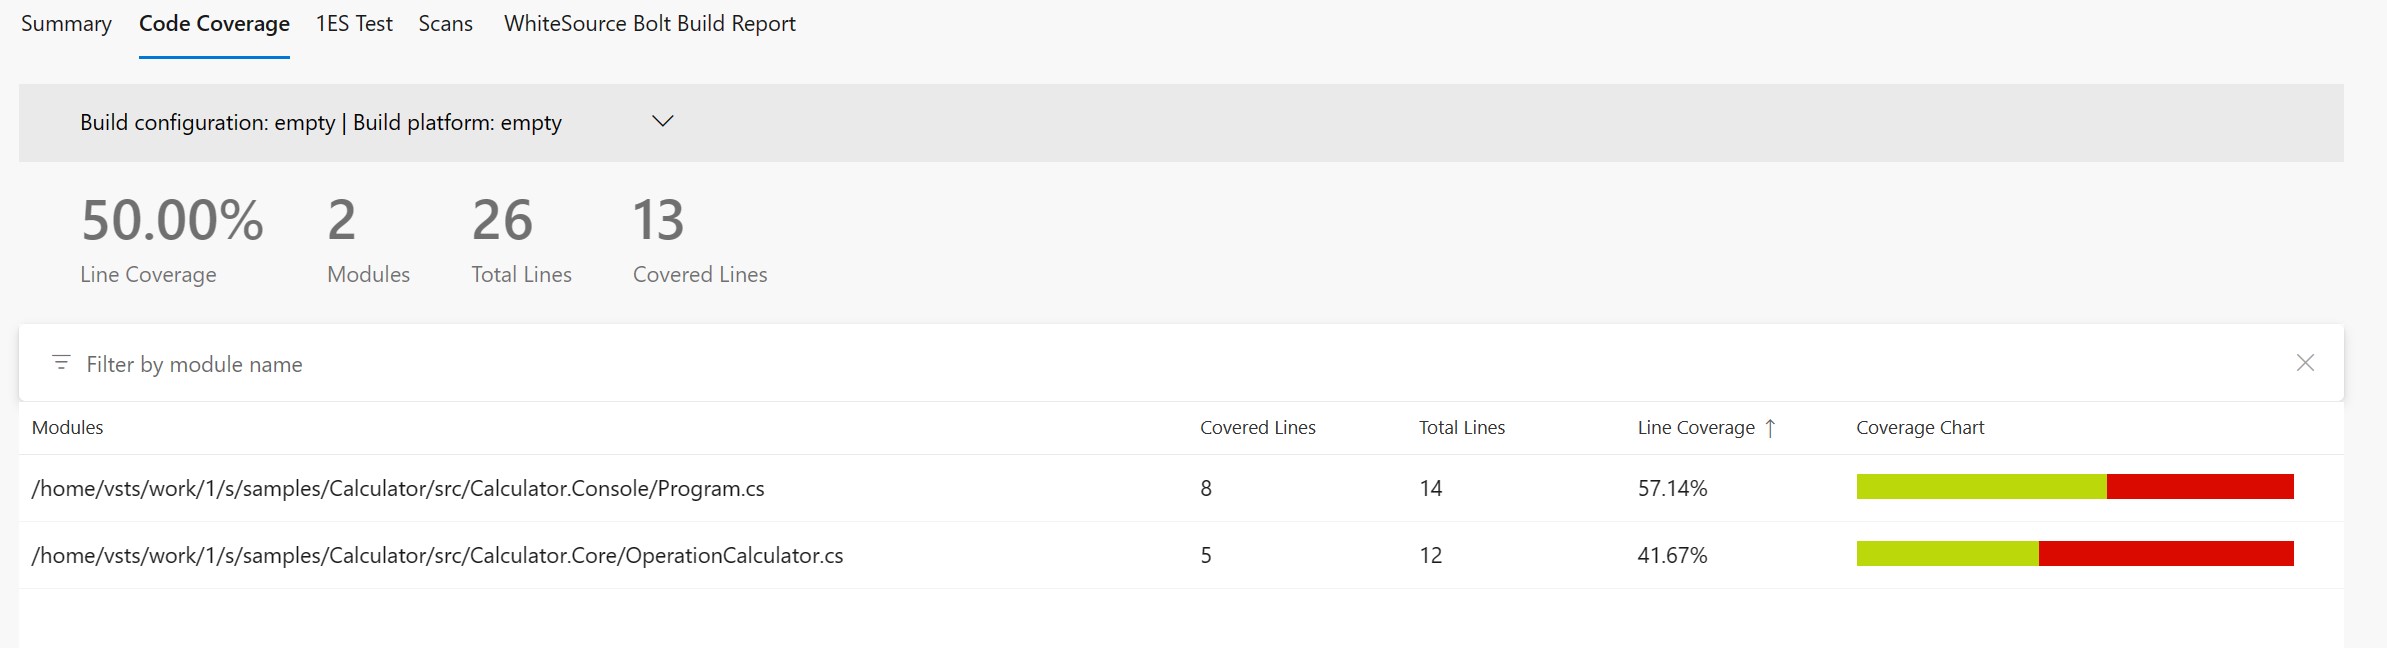 Summary Code Coverage 1ES Test Scans WhiteSource Bolt Build Report
Build configuration: empty | Build platform: empty
50.00% 2 26 13
Line Coverage Modules Total Lines Covered Lines
Filter by module name
Modules Covered Lines Total Lines Line Coverage ↑ Coverage Chart
/home/vsts/work/1/s/samples/Calculator/src/Calculator.Console/Program.cs 8 14 57.14%
/home/vsts/work/1/s/samples/Calculator/src/Calculator.Core/OperationCalculator.cs 5 12 41.67%